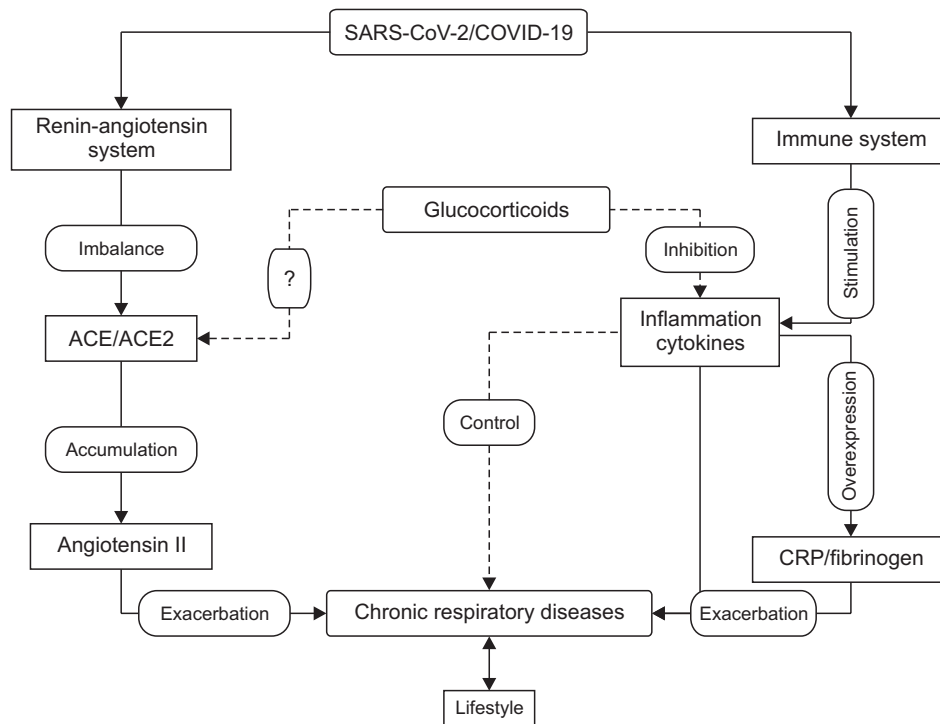 SARS-CoV-2/COVID-19
Renin-angiotensin
system
Immune system
Glucocorticoids
Stimulation
Imbalance
Inhibition
?
ACE/ACE2
Inflammation
cytokines
Control
Overexpression
Accumulation
Angiotensin II
CRP/fibrinogen
Exacerbation
Chronic respiratory diseases
Exacerbation
Lifestyle